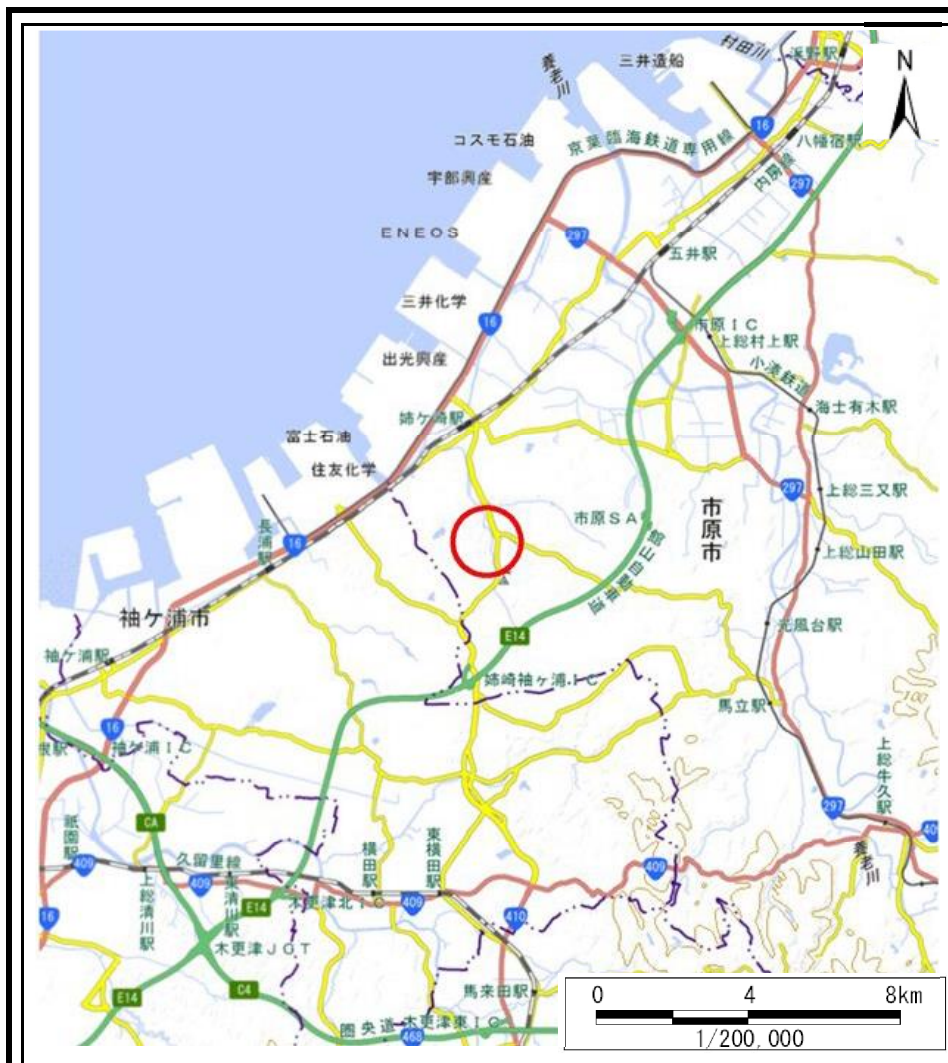 村田川
浜野駅
三井造船
養老川
N
16
コスモ石油
京葉臨海鉄道専用線
八幡宿駅
内房線
297
宇部興産
ENEOS
297
五井駅
三井化学
16
市原IC
上総村上駅
出光興産
小湊鉄道
海士有木駅
姉ケ崎駅
富士石油
住友化学
297
上総三又駅
市原SA
市原市
館山自動車道
長浦駅
16
上総山田駅
袖ケ浦市
光風台駅
E14
袖ケ浦駅
姉崎袖ヶ浦IC
馬立駅
16
根駅
袖ケ浦IC
上総牛久駅
297
CA
409
祇園駅
久留里線
横田駅
東横田駅
409
養老川
409
409
上総清川駅
東清川駅
E14
木更津北IC
409
16
410
木更津JCT
E14
C4
馬来田駅
圏央道
木更津東IC
468
0 4 8km
1/200,000